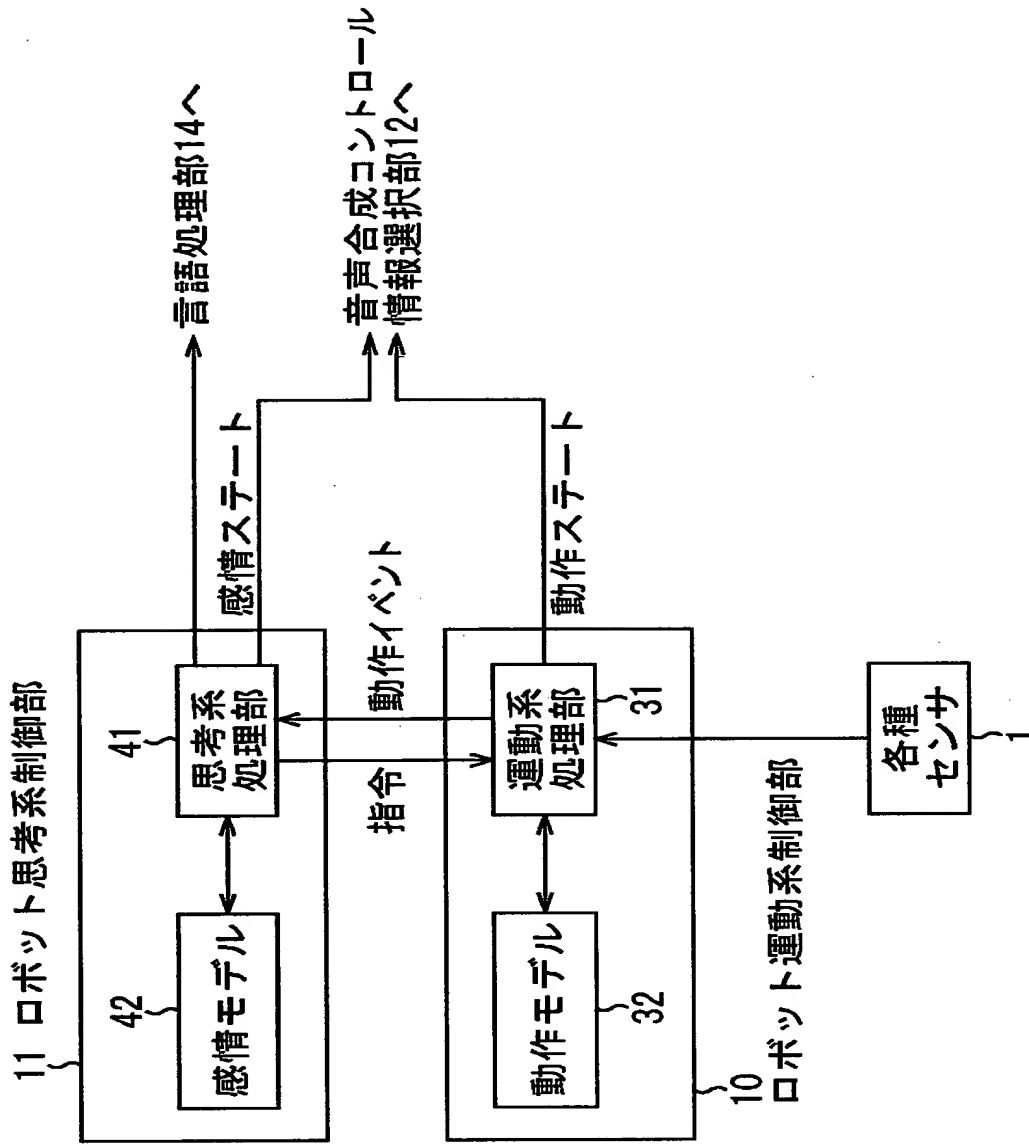 11 ロボット思考系制御部
42
感情モデル
41
思考系
処理部
言語処理部14へ
感情ステート
音声合成コントロール
情報選択部12へ
指令
動作イベント
動作ステート
32
動作モデル
31
運動系
処理部
10
ロボット運動系制御部
各種
センサ
1